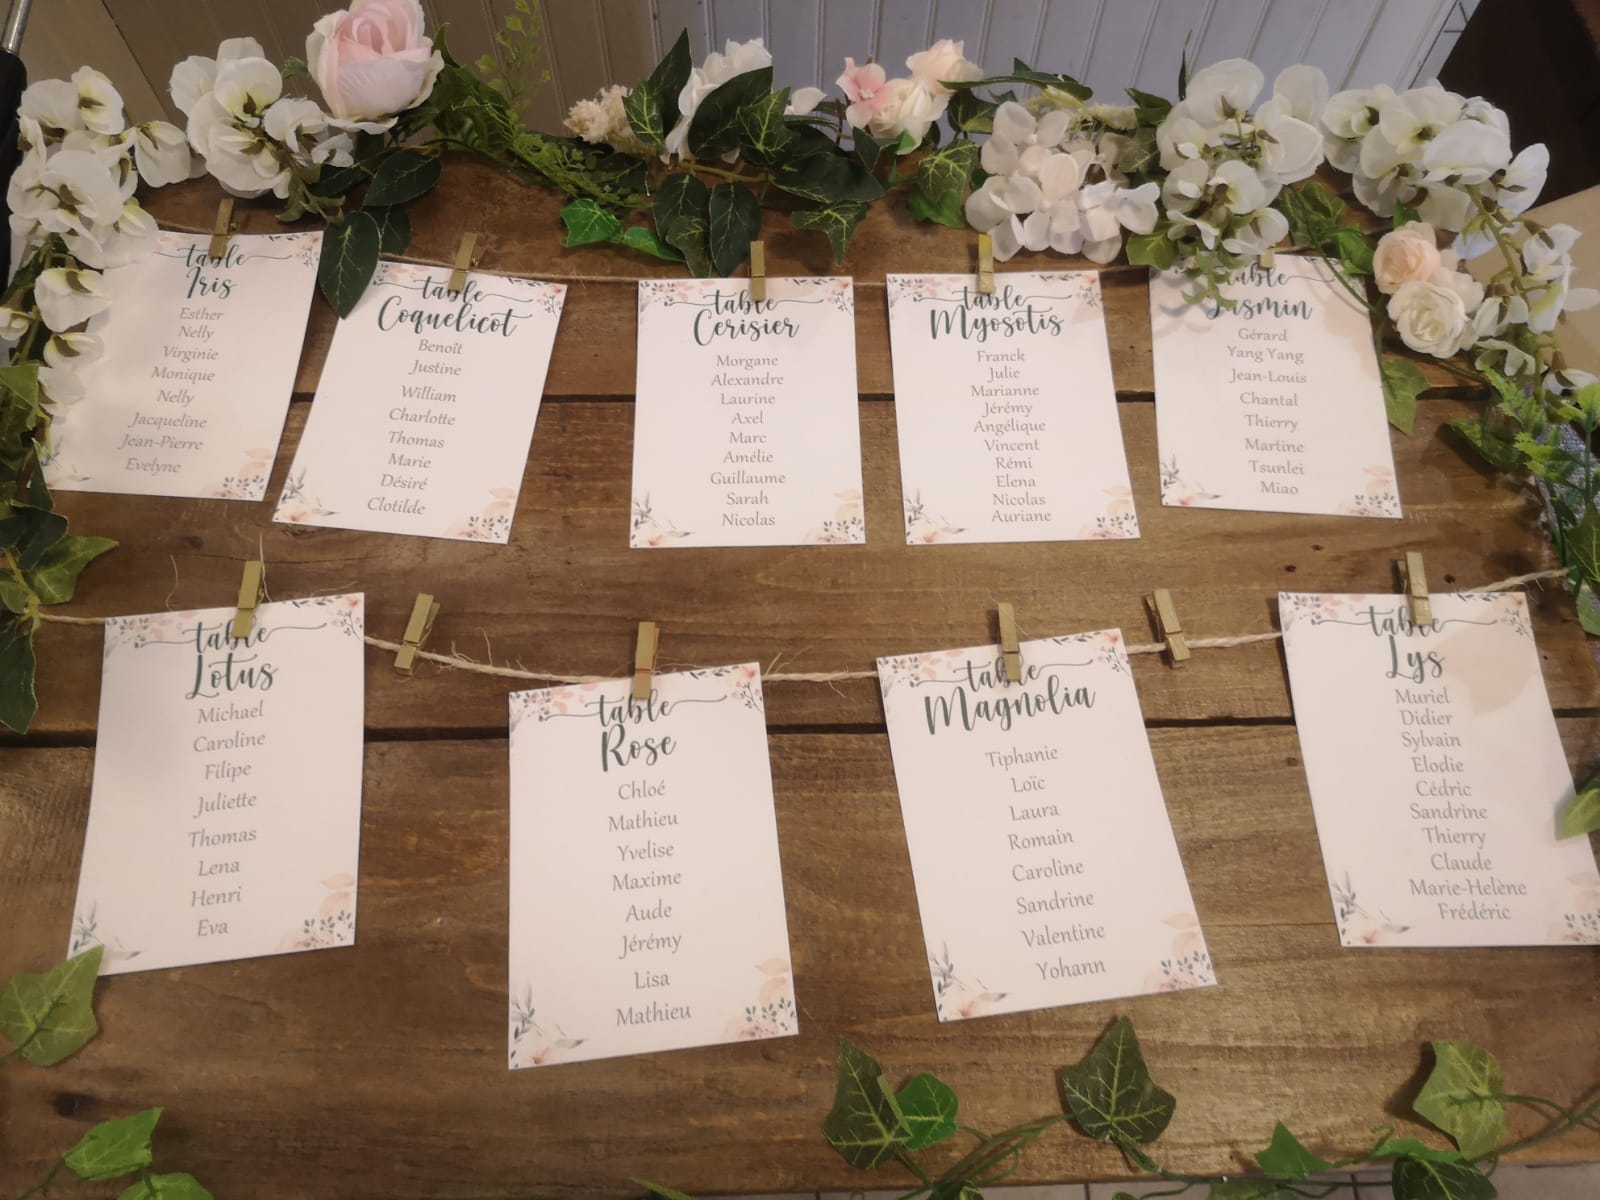 table
Iris
Esther
Nelly
Virginie
Monique
Nelly
Jacqueline
Jean-Pierre
Evelyne
table
Coquelicot
Benoît
Justine
William
Charlotte
Thomas
Marie
Désiré
Clotilde
table
Cerisier
Morgane
Alexandre
Laurine
Axel
Marc
Amélie
Guillaume
Sarah
Nicolas
table
Myosotis
Franck
Julie
Marianne
Jérémy
Angélique
Vincent
Rémi
Elena
Nicolas
Auriane
table
Jasmin
Gérard
Yang Yang
Jean-Louis
Chantal
Thierry
Martine
Tsunlei
Miao
table
Lotus
Michael
Caroline
Filipe
Juliette
Thomas
Lena
Henri
Eva
table
Rose
Chloé
Mathieu
Yvelise
Maxime
Aude
Jérémy
Lisa
Mathieu
table
Magnolia
Tiphanie
Loïc
Laura
Romain
Caroline
Sandrine
Valentine
Yohann
table
Lys
Muriel
Didier
Sylvain
Elodie
Cédric
Sandrine
Thierry
Claude
Marie-Helène
Frédéric